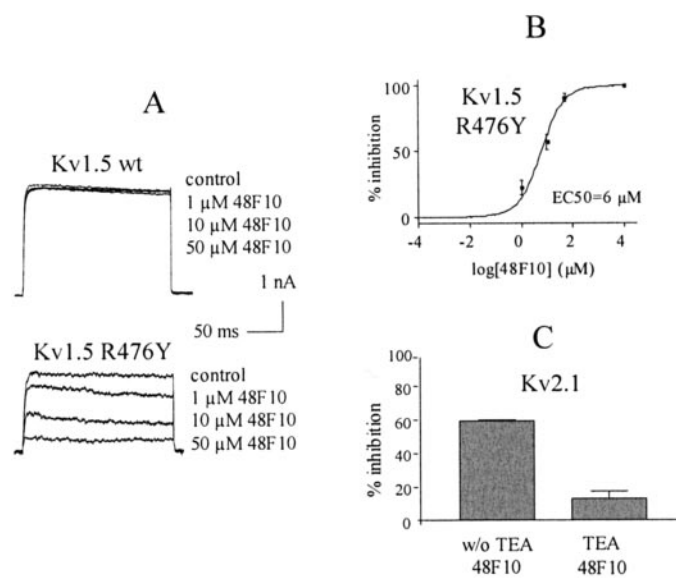 A
Kv1.5 wt
control
1 µM 48F10
10 µM 48F10
50 µM 48F10
1 nA
50 ms
Kv1.5 R476Y
control
1 µM 48F10
10 µM 48F10
50 µM 48F10
B
100
50
0
% inhibition
Kv1.5
R476Y
EC50=6 µM
-4
-2
0
2
4
log[48F10] (µM)
C
Kv2.1
100
80
60
40
20
0
% inhibition
w/o TEA
48F10
TEA
48F10